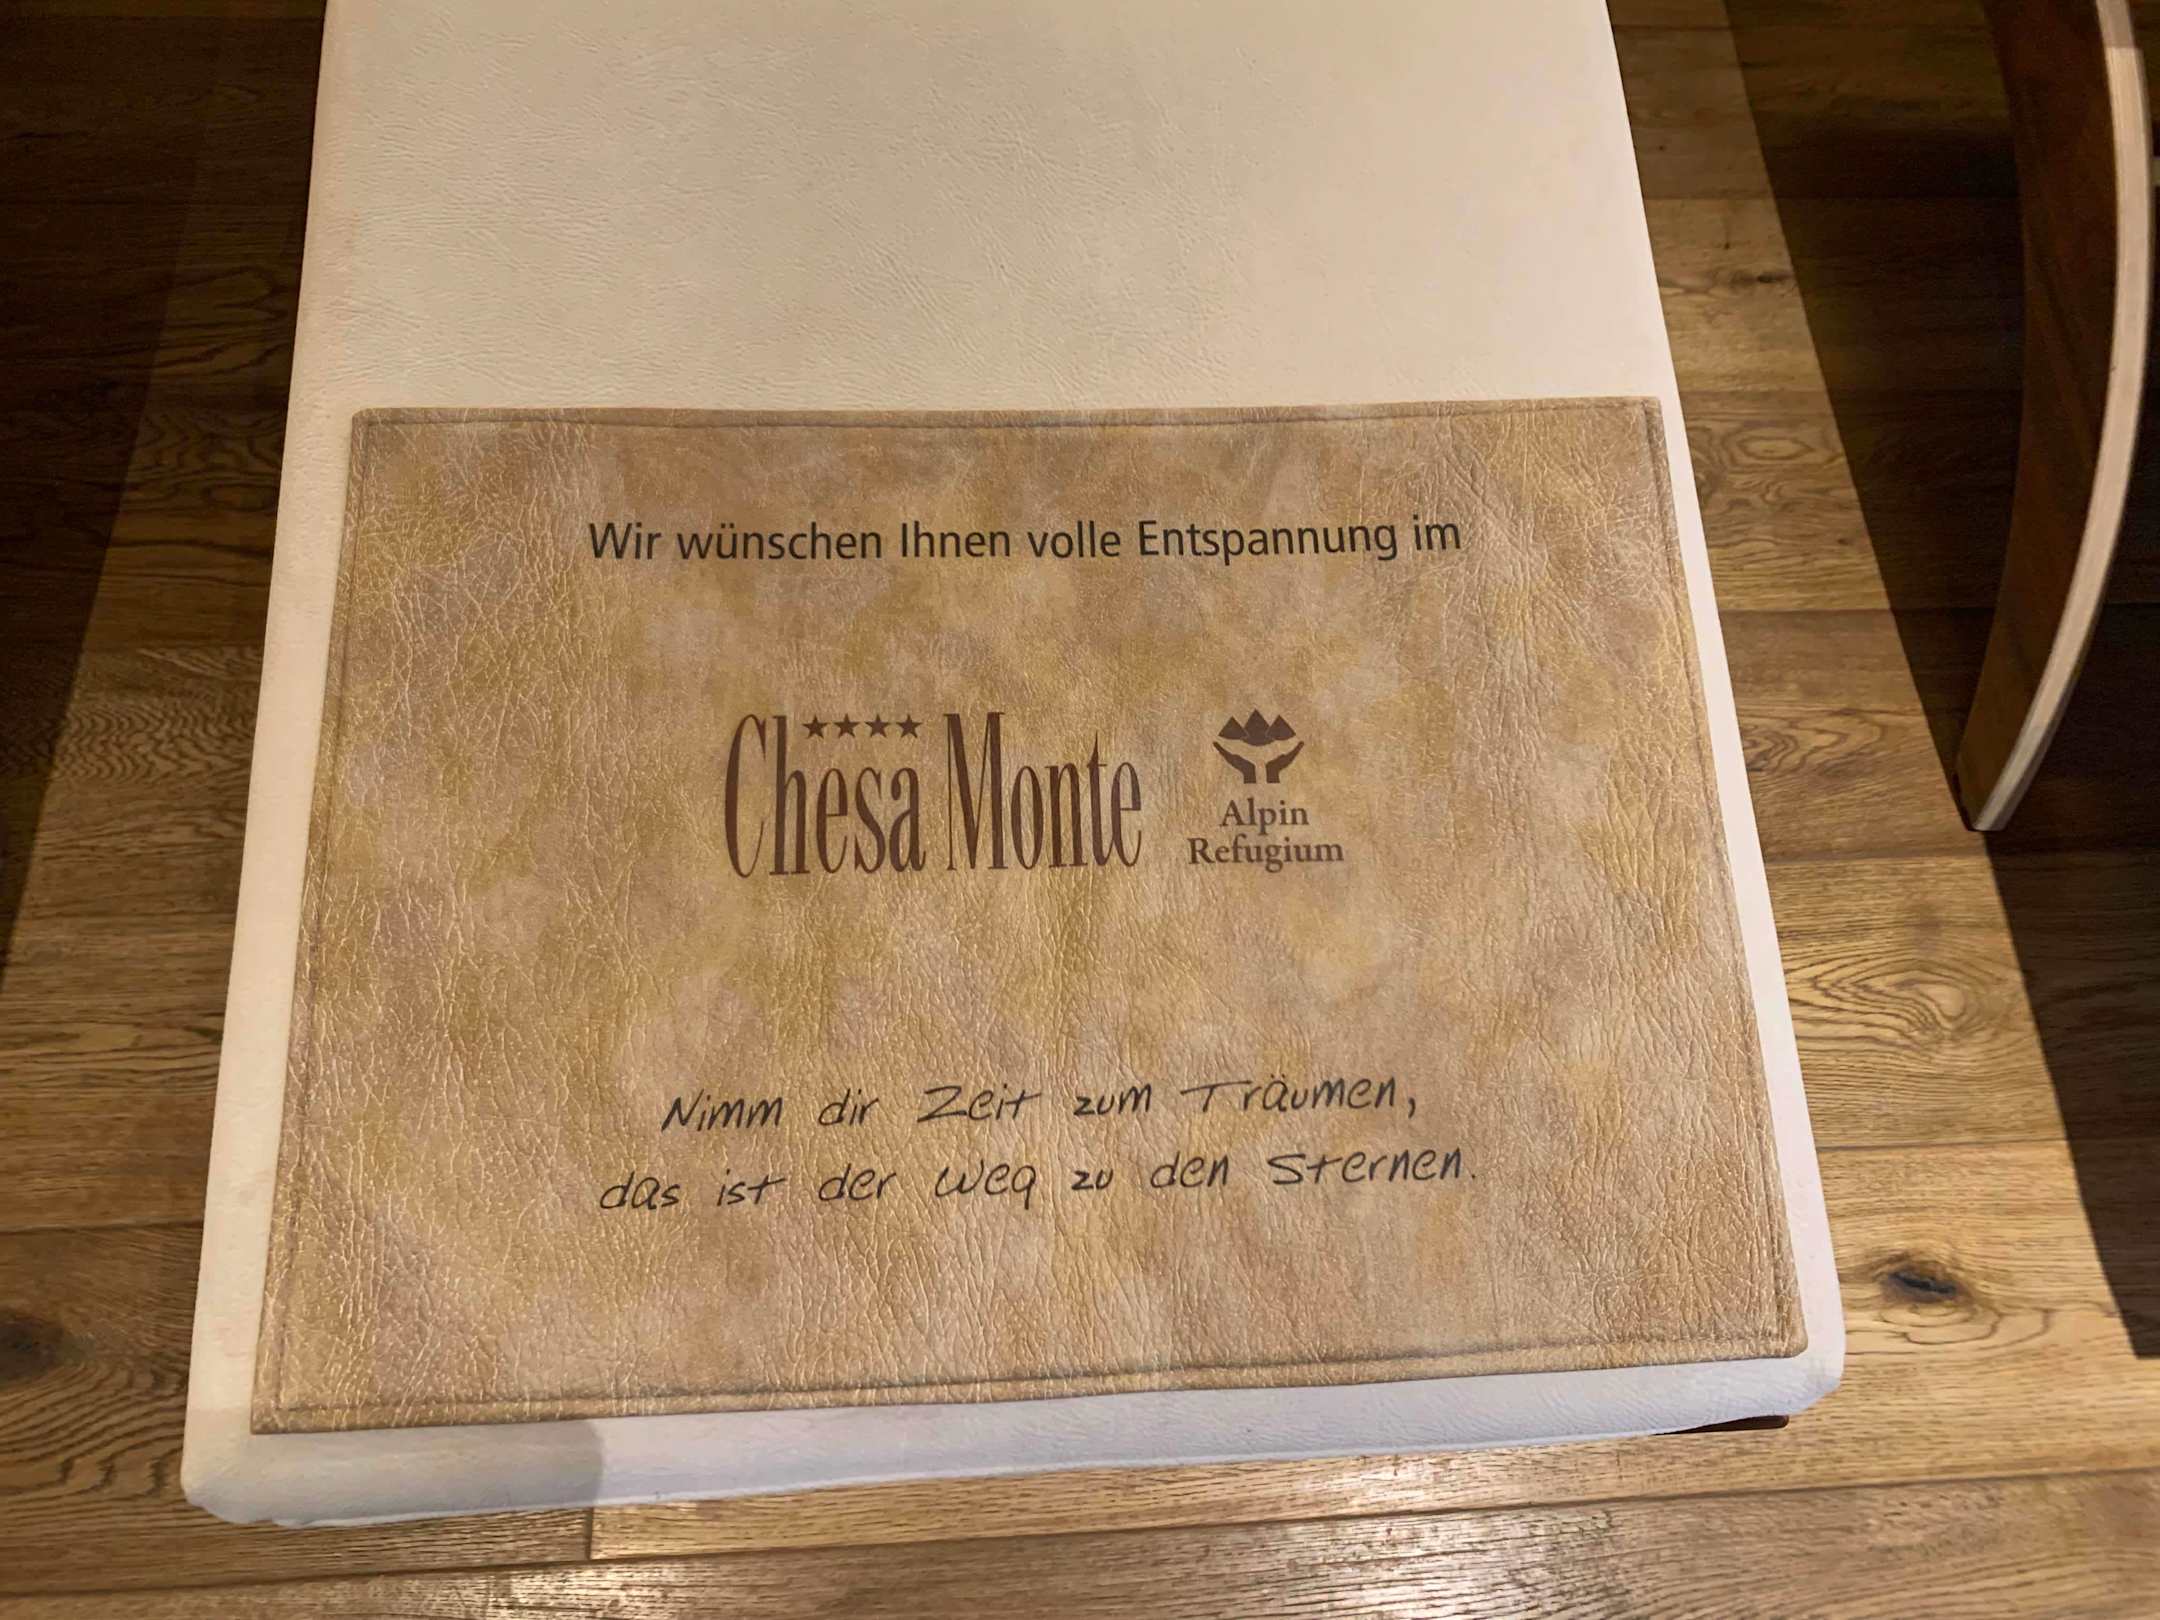 Wir wünschen Ihnen volle Entspannung im
Chesa Monte
Alpin
Refugium
Nimm dir Zeit zum Träumen,
das ist der Weg zu den Sternen.